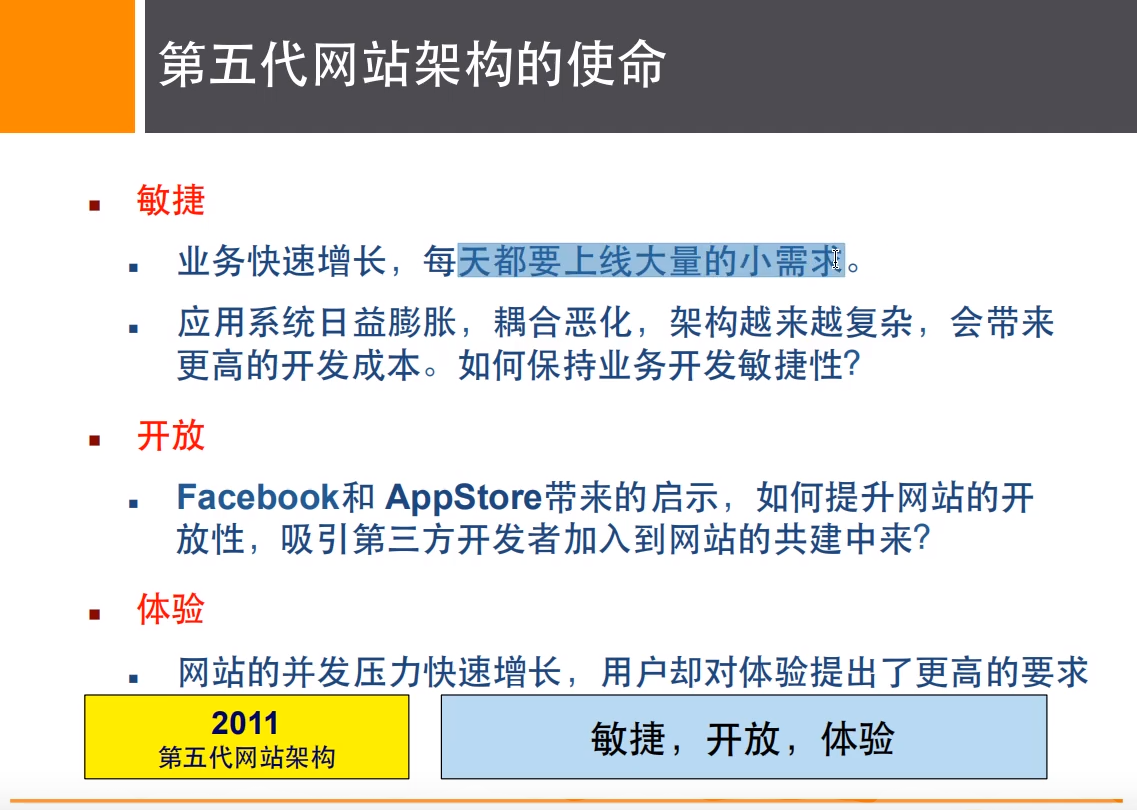 第五代网站架构的使命
敏捷
业务快速增长，每天都要上线大量的小需求。
应用系统日益膨胀，耦合恶化，架构越来越复杂，会带来
更高的开发成本。如何保持业务开发敏捷性？
开放
Facebook和 AppStore带来的启示，如何提升网站的开
放性，吸引第三方开发者加入到网站的共建中来？
体验
网站的并发压力快速增长，用户却对体验提出了更高的要求
2011
第五代网站架构
敏捷，开放，体验